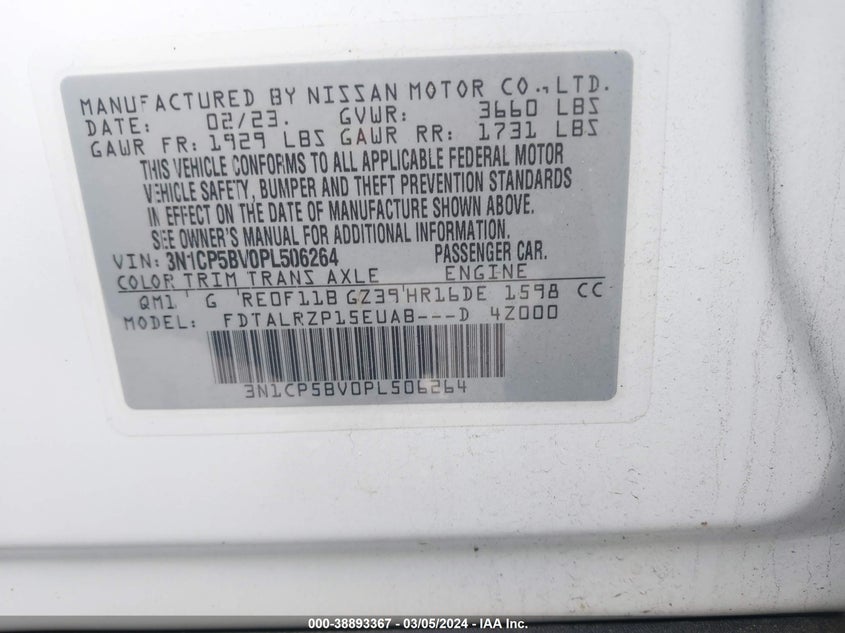 MANUFACTURED BY NISSAN MOTOR CO., LTD.
DATE: 02/23. GVWR: 3660 LBS
GAWR FR: 1929 LBS GAWR RR: 1731 LBS
THIS VEHICLE CONFORMS TO ALL APPLICABLE FEDERAL MOTOR
VEHICLE SAFETY, BUMPER AND THEFT PREVENTION STANDARDS
IN EFFECT ON THE DATE OF MANUFACTURE SHOWN ABOVE.
SEE OWNER'S MANUAL FOR ADDITIONAL INFORMATION.
VIN: 3N1CP5BV0PL506264 PASSENGER CAR.
COLOR TRIM TRANS AXLE ENGINE
QM1 G RE0F11B GZ39 HR16DE 1598 CC
MODEL: FDTALRZP15EUAB---D 4Z000
3N1CP5BV0PL506264
000-38893367 - 03/05/2024 - IAA Inc.